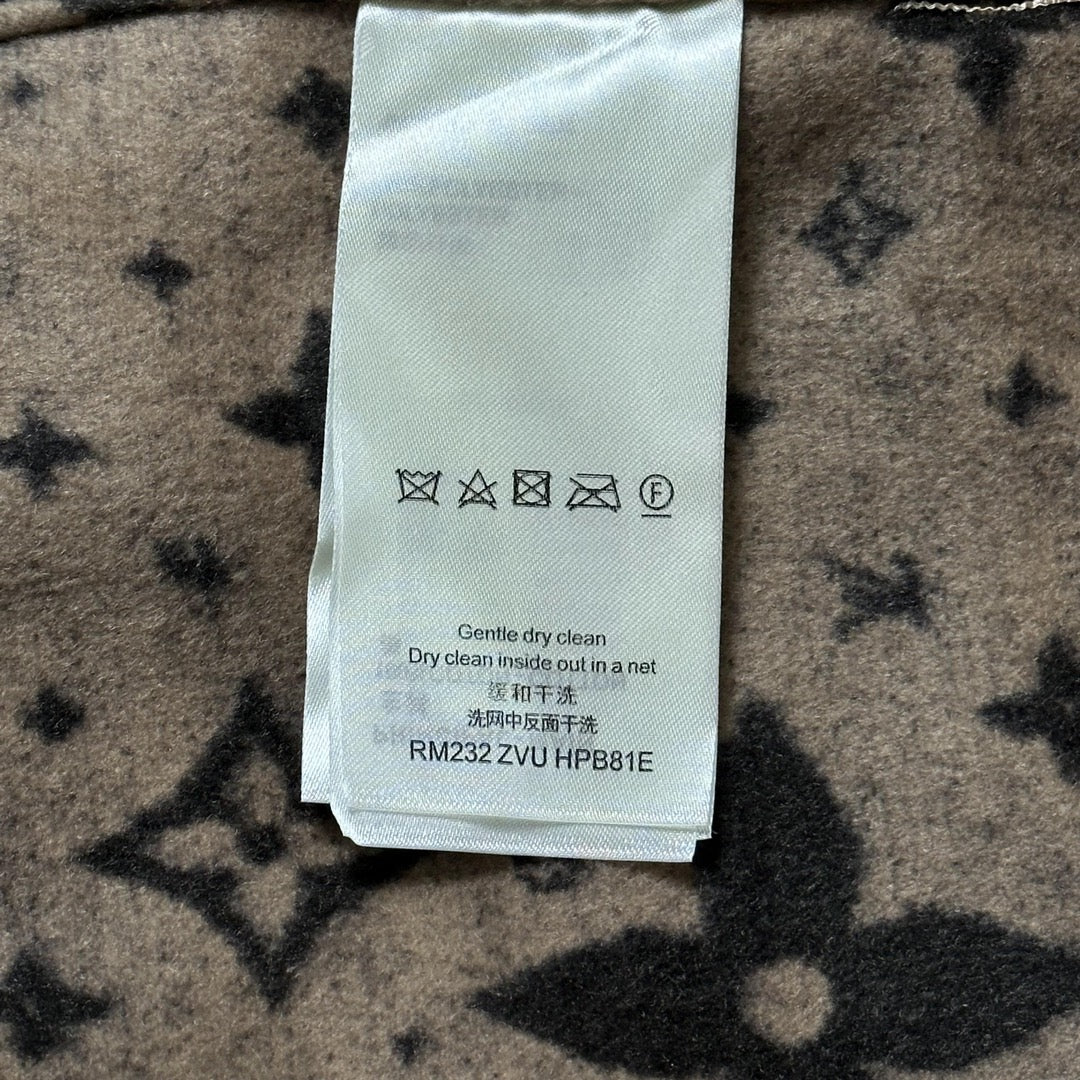 F
Gentle dry clean
Dry clean inside out in a net
缓和干洗
洗网中反面干洗
RM232 ZVU HPB81E